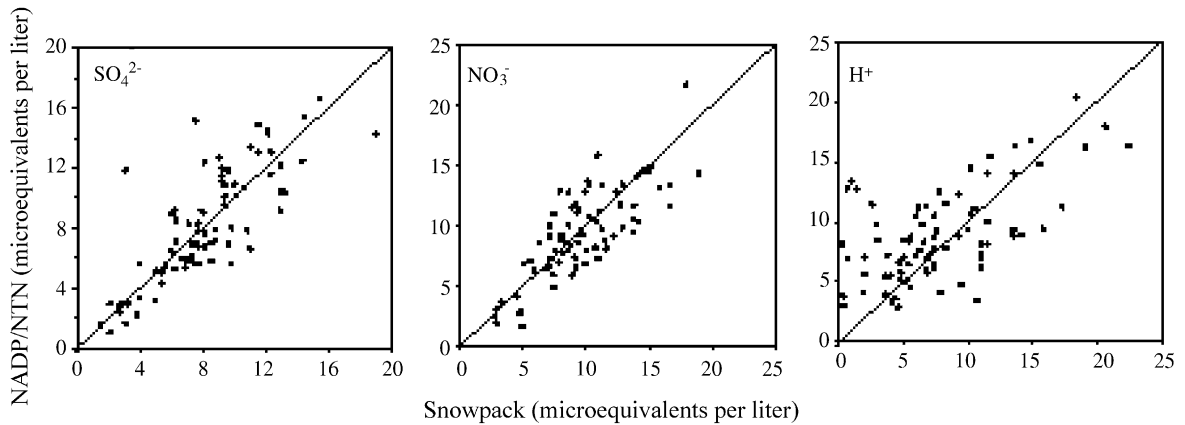 NADP/NTN (microequivalents per liter)
SO₄²⁻
20
16
12
8
4
0
0 4 8 12 16 20
NO₃⁻
25
20
15
10
5
0
0 5 10 15 20 25
H⁺
25
20
15
10
5
0
0 5 10 15 20 25
Snowpack (microequivalents per liter)